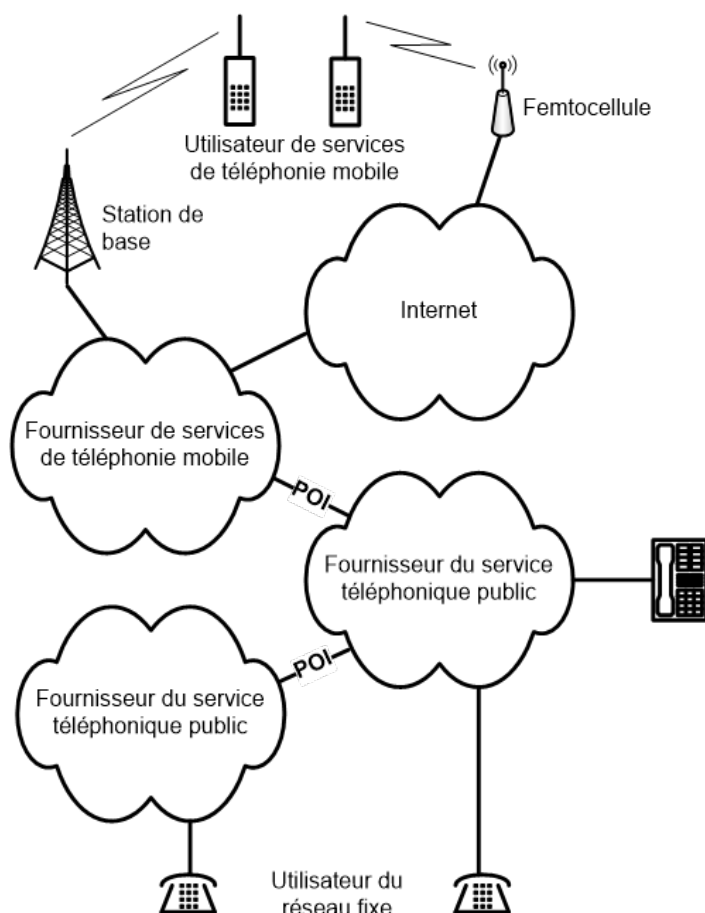 Utilisateur de services
de téléphonie mobile
Femtocellule
Station de
base
Internet
Fournisseur de services
de téléphonie mobile
POI
Fournisseur du service
téléphonique public
POI
Fournisseur du service
téléphonique public
Utilisateur du
réseau fixe